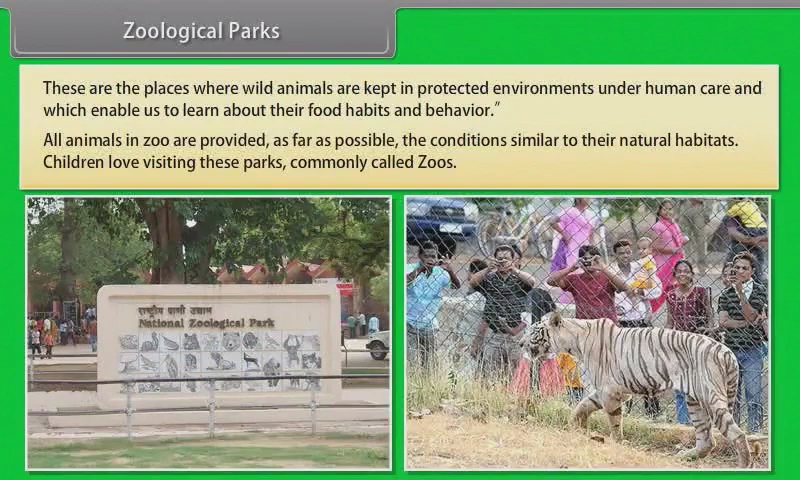 Zoological Parks
These are the places where wild animals are kept in protected environments under human care and
which enable us to learn about their food habits and behavior.”
All animals in zoo are provided, as far as possible, the conditions similar to their natural habitats.
Children love visiting these parks, commonly called Zoos.
राष्ट्रीय प्राणी उद्यान
National Zoological Park